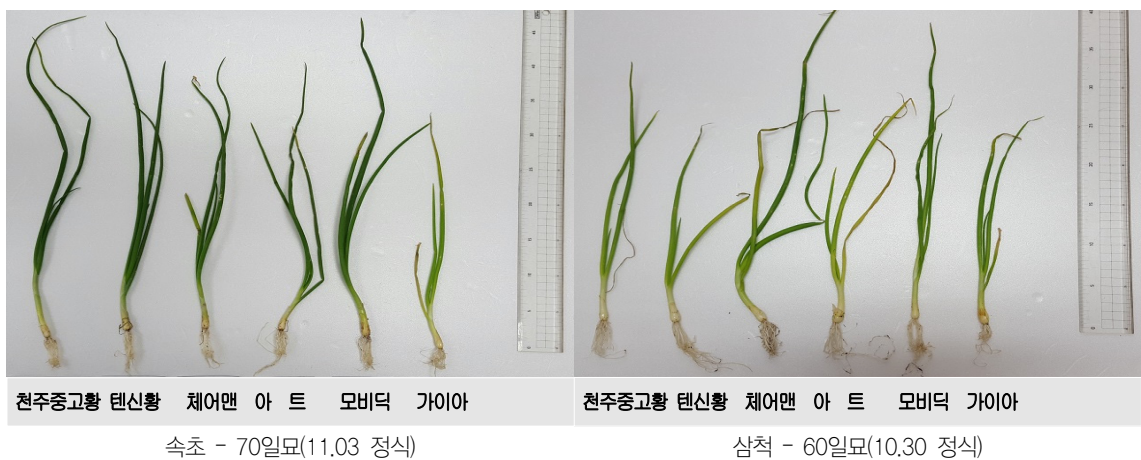 천주중고황 텐신황 체어맨 아 트 모비딕 가이아
천주중고황 텐신황 체어맨 아 트 모비딕 가이아
속초 - 70일묘(11.03 정식)
삼척 - 60일묘(10.30 정식)